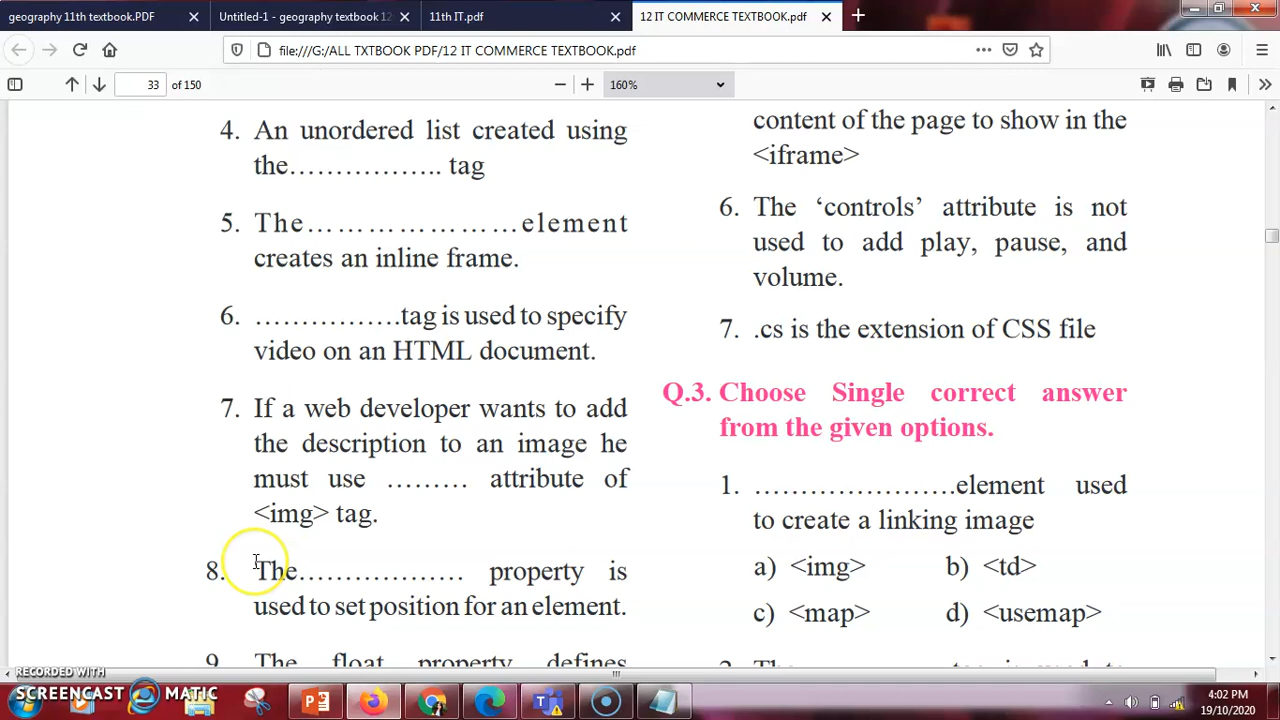 geography 11th textbook.PDF
Untitled-1 - geography textbook 12
11th IT.pdf
12 IT COMMERCE TEXTBOOK.pdf
file:///G:/ALL TXTBOOK PDF/12 IT COMMERCE TEXTBOOK.pdf
33 of 150
160%
4. An unordered list created using
the……………….. tag
5. The…………………element
creates an inline frame.
6. ……………..tag is used to specify
video on an HTML document.
7. If a web developer wants to add
the description to an image he
must use ……… attribute of
<img> tag.
8. The……………… property is
used to set position for an element.
9. The float property defines
content of the page to show in the
<iframe>
6. The ‘controls’ attribute is not
used to add play, pause, and
volume.
7. .cs is the extension of CSS file
Q.3. Choose Single correct answer
from the given options.
1. ………………….element used
to create a linking image
a) <img> b) <td>
c) <map> d) <usemap>
RECORDED WITH
SCREENCAST MATIC
4:02 PM
19/10/2020